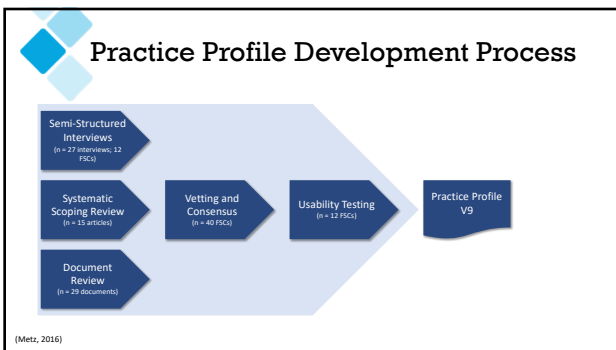 Practice Profile Development Process
Semi-Structured
Interviews
(n = 27 interviews; 12
FSCs)
Systematic
Scoping Review
(n = 15 articles)
Document
Review
(n = 29 documents)
Vetting and
Consensus
(n = 40 FSCs)
Usability Testing
(n = 12 FSCs)
Practice Profile
V9
(Metz, 2016)